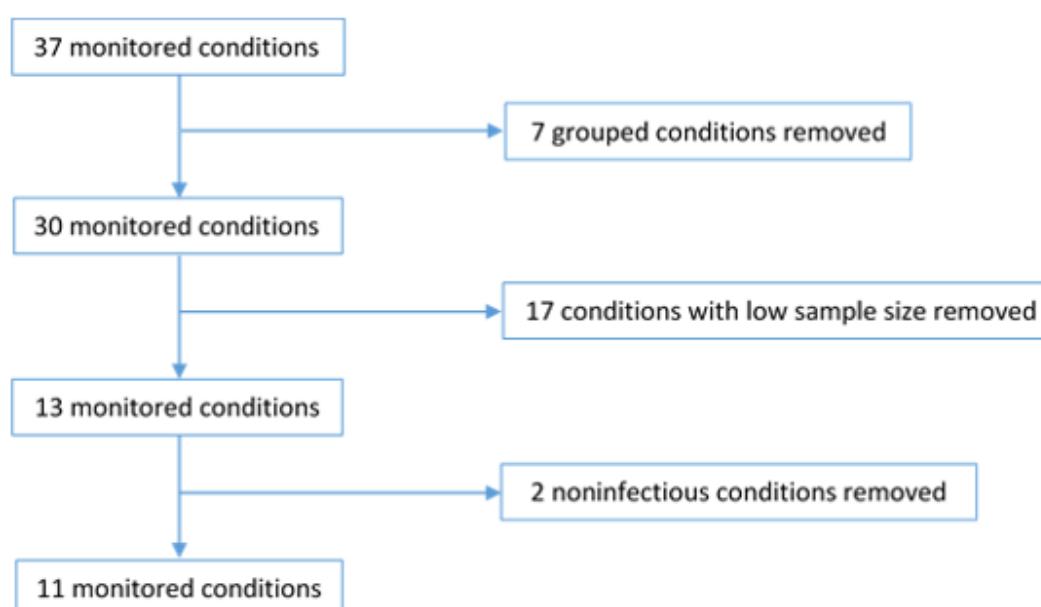 37 monitored conditions
7 grouped conditions removed
30 monitored conditions
17 conditions with low sample size removed
13 monitored conditions
2 noninfectious conditions removed
11 monitored conditions